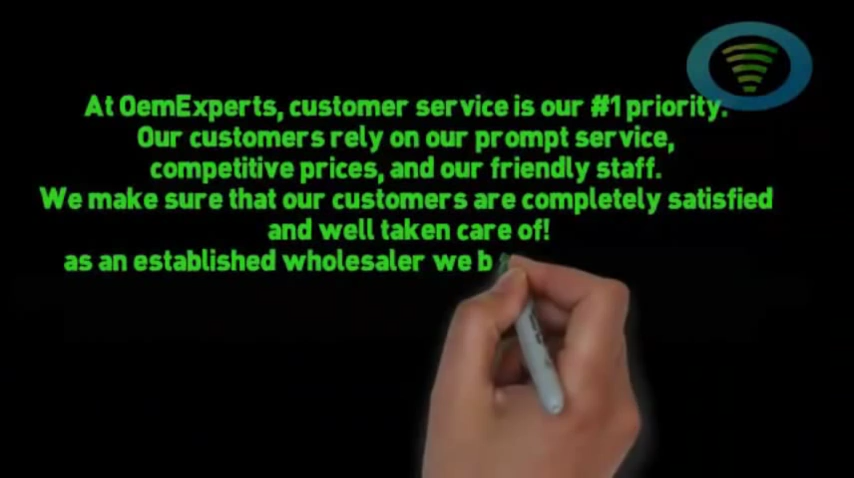 At OemExperts, customer service is our #1 priority.
Our customers rely on our prompt service,
competitive prices, and our friendly staff.
We make sure that our customers are completely satisfied
and well taken care of!
as an established wholesaler we b